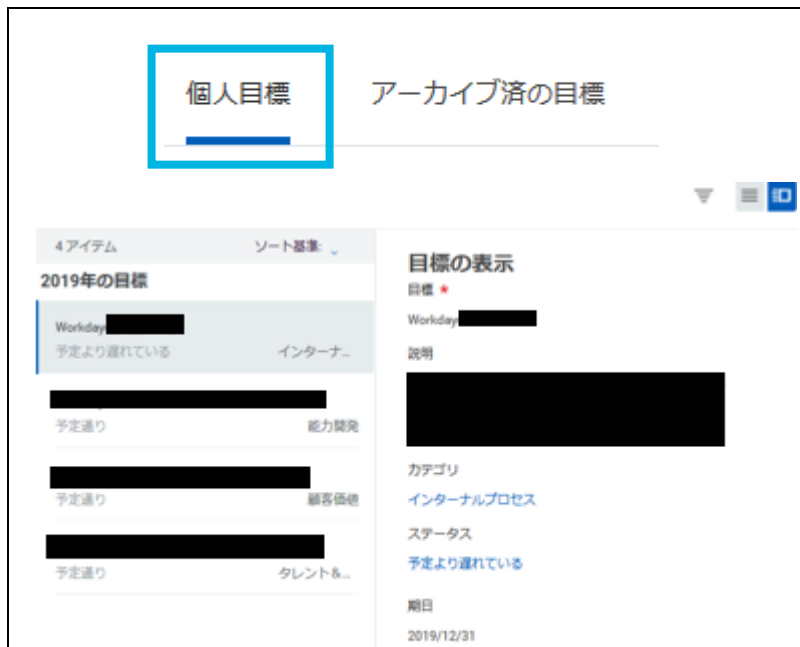 個人目標
アーカイブ済の目標
4アイテム
ソート基準:
2019年の目標
Workday
予定より遅れている
インターナ...
予定通り
能力開発
予定通り
顧客価値
予定通り
タレント&...
目標の表示
目標 *
Workday
説明
カテゴリ
インターナルプロセス
ステータス
予定より遅れている
期日
2019/12/31